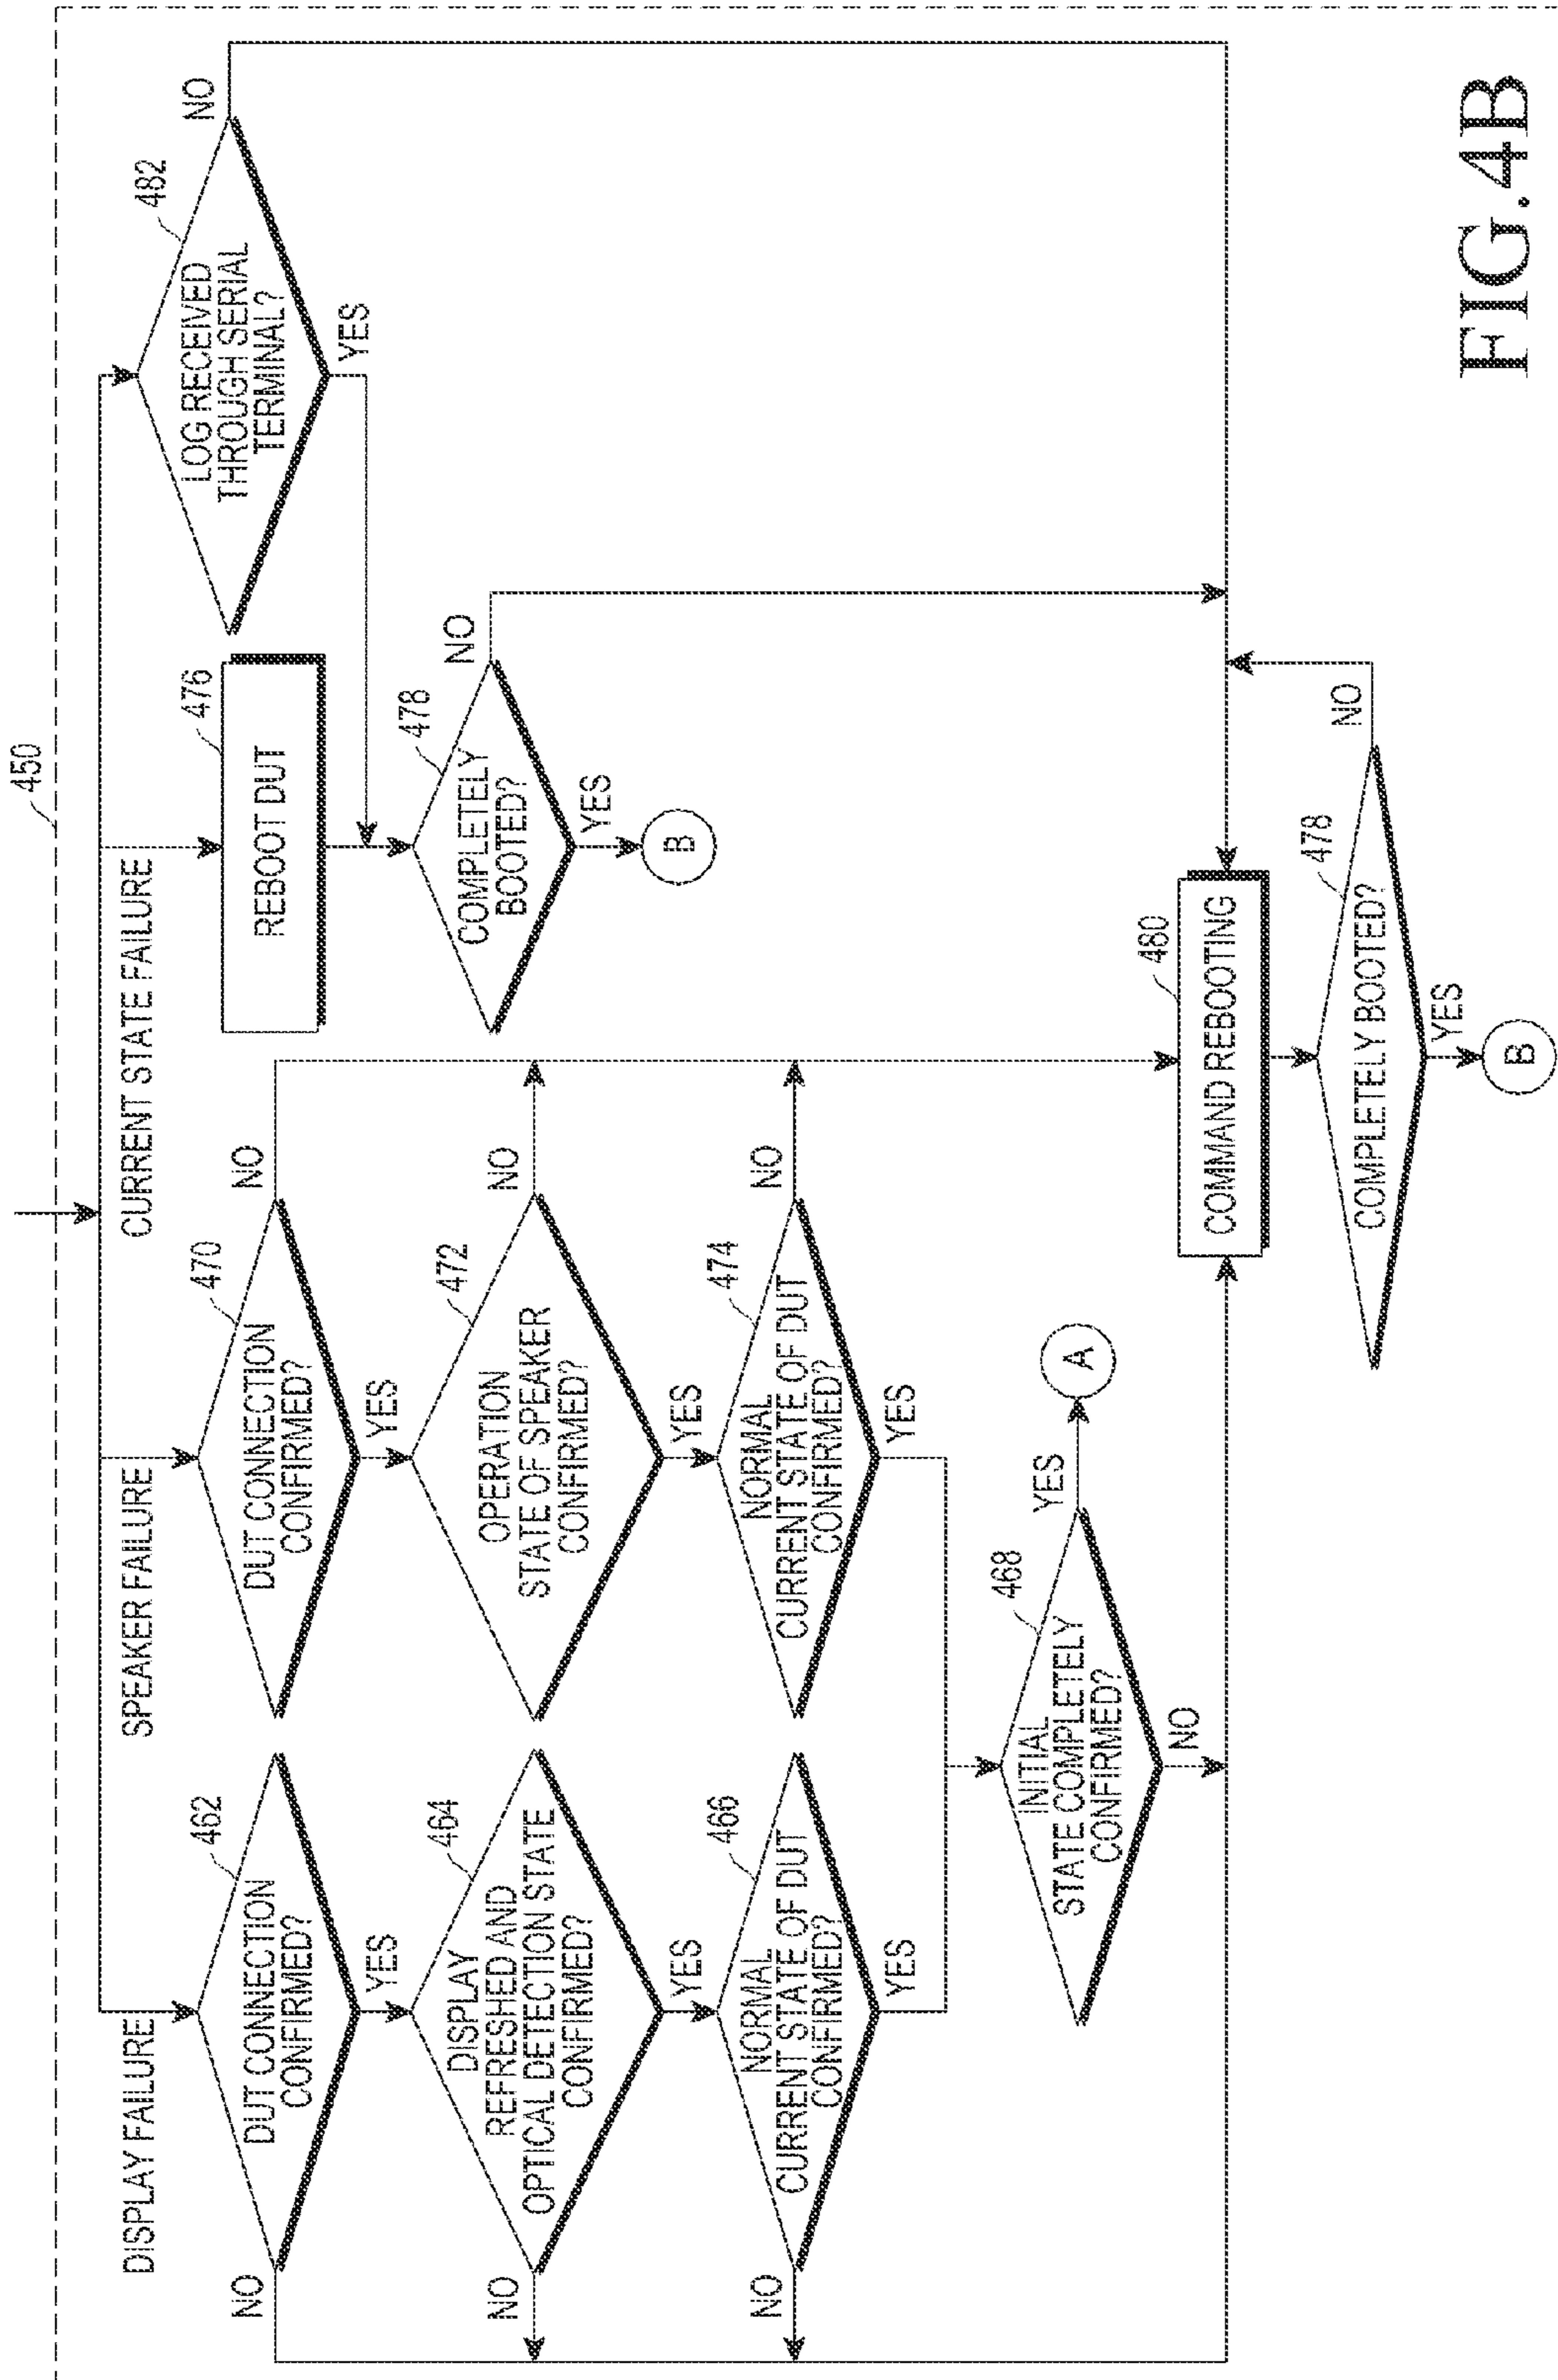 450
DISPLAY FAILURE
SPEAKER FAILURE
CURRENT STATE FAILURE
462
DUT CONNECTION
CONFIRMED?
NO
YES
464
DISPLAY
REFRESHED AND
OPTICAL DETECTION STATE
CONFIRMED?
NO
YES
466
NORMAL
CURRENT STATE OF DUT
CONFIRMED?
NO
YES
470
DUT CONNECTION
CONFIRMED?
NO
YES
472
OPERATION
STATE OF SPEAKER
CONFIRMED?
NO
YES
474
NORMAL
CURRENT STATE OF DUT
CONFIRMED?
NO
YES
468
INITIAL
STATE COMPLETELY
CONFIRMED?
YES
A
NO
476
REBOOT DUT
478
COMPLETELY
BOOTED?
NO
YES
B
482
LOG RECEIVED
THROUGH SERIAL
TERMINAL?
NO
YES
480
COMMAND REBOOTING
478
COMPLETELY BOOTED?
NO
YES
B
FIG.4B